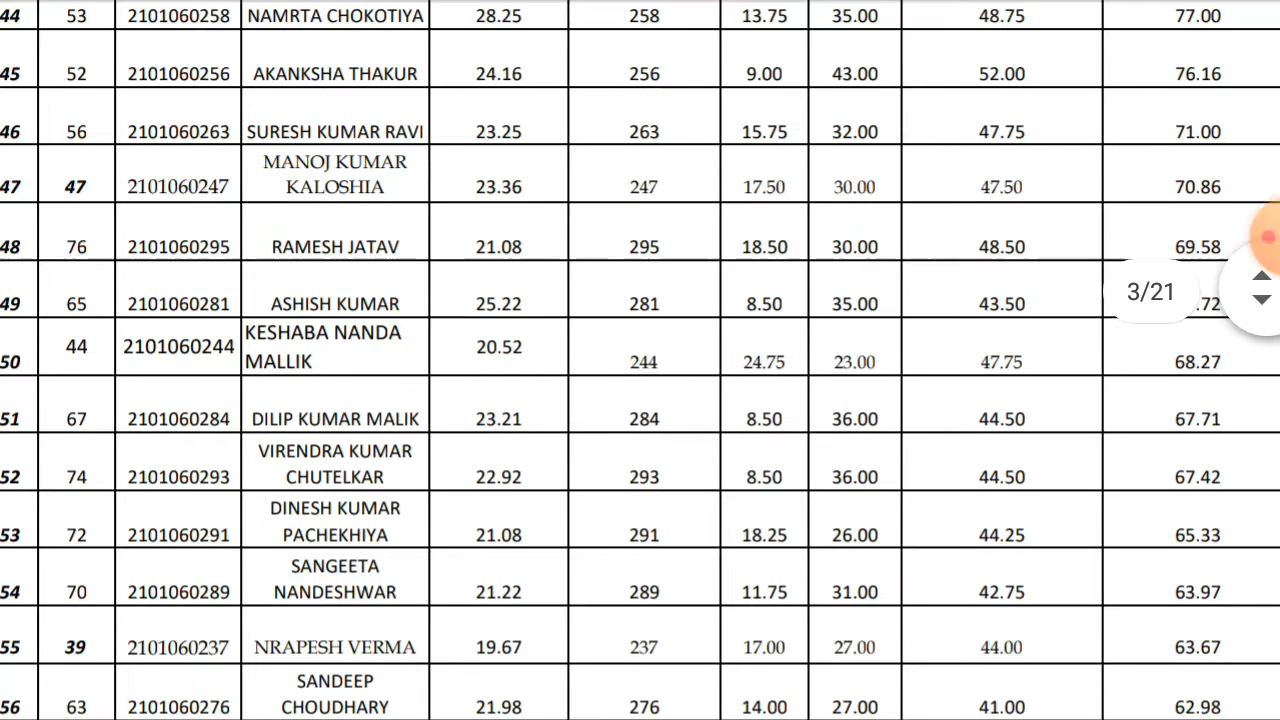 44 53 2101060258 NAMRTA CHOKOTIYA 28.25 258 13.75 35.00 48.75 77.00
45 52 2101060256 AKANKSHA THAKUR 24.16 256 9.00 43.00 52.00 76.16
46 56 2101060263 SURESH KUMAR RAVI 23.25 263 15.75 32.00 47.75 71.00
MANOJ KUMAR
47 47 2101060247 KALOSHIA 23.36 247 17.50 30.00 47.50 70.86
48 76 2101060295 RAMESH JATAV 21.08 295 18.50 30.00 48.50 69.58
3/21
49 65 2101060281 ASHISH KUMAR 25.22 281 8.50 35.00 43.50 .72
KESHABA NANDA
44 2101060244 20.52
50 MALLIK 244 24.75 23.00 47.75 68.27
51 67 2101060284 DILIP KUMAR MALIK 23.21 284 8.50 36.00 44.50 67.71
VIRENDRA KUMAR
52 74 2101060293 CHUTELKAR 22.92 293 8.50 36.00 44.50 67.42
DINESH KUMAR
53 72 2101060291 PACHEKHIYA 21.08 291 18.25 26.00 44.25 65.33
SANGEETA
54 70 2101060289 NANDESHWAR 21.22 289 11.75 31.00 42.75 63.97
55 39 2101060237 NRAPESH VERMA 19.67 237 17.00 27.00 44.00 63.67
SANDEEP
56 63 2101060276 CHOUDHARY 21.98 276 14.00 27.00 41.00 62.98